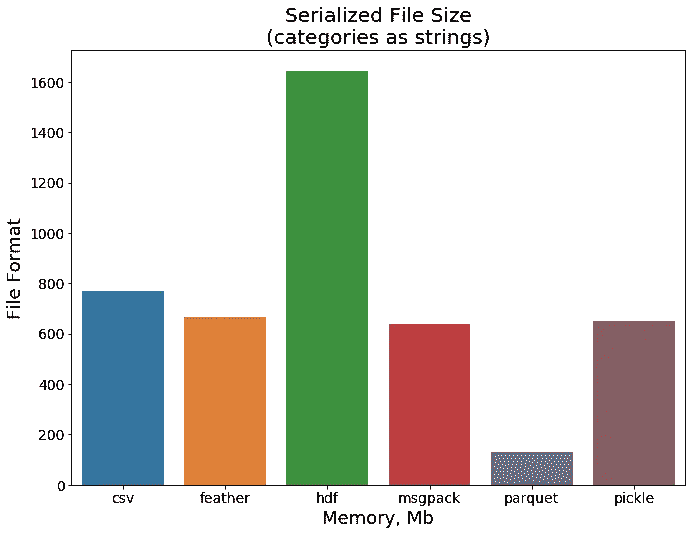 Serialized File Size
(categories as strings)
File Format
1600
1400
1200
1000
800
600
400
200
0
csv feather hdf msgpack parquet pickle
Memory, Mb